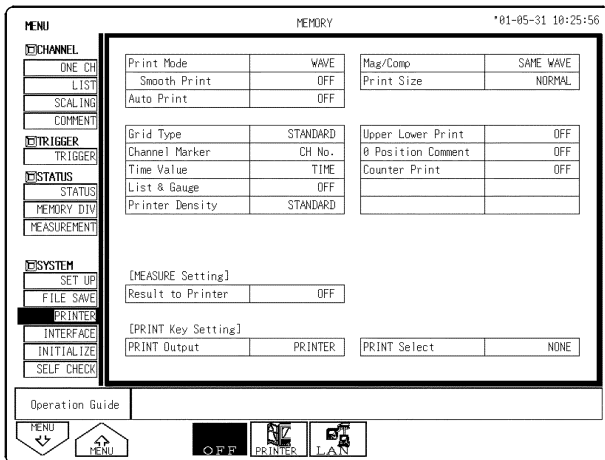 MENU MEMORY '01-05-31 10:25:56
CHANNEL
ONE CH
LIST
SCALING
COMMENT
TRIGGER
TRIGGER
STATUS
STATUS
MEMORY DIV
MEASUREMENT
SYSTEM
SET UP
FILE SAVE
PRINTER
INTERFACE
INITIALIZE
SELF CHECK
Print Mode WAVE
Smooth Print OFF
Auto Print OFF
Mag/Comp SAME WAVE
Print Size NORMAL
Grid Type STANDARD
Channel Marker CH No.
Time Value TIME
List & Gauge OFF
Printer Density STANDARD
Upper Lower Print OFF
0 Position Comment OFF
Counter Print OFF
[MEASURE Setting]
Result to Printer OFF
[PRINT Key Setting]
PRINT Output PRINTER
PRINT Select NONE
Operation Guide
MENU
MENU
OFF
PRINTER
LAN